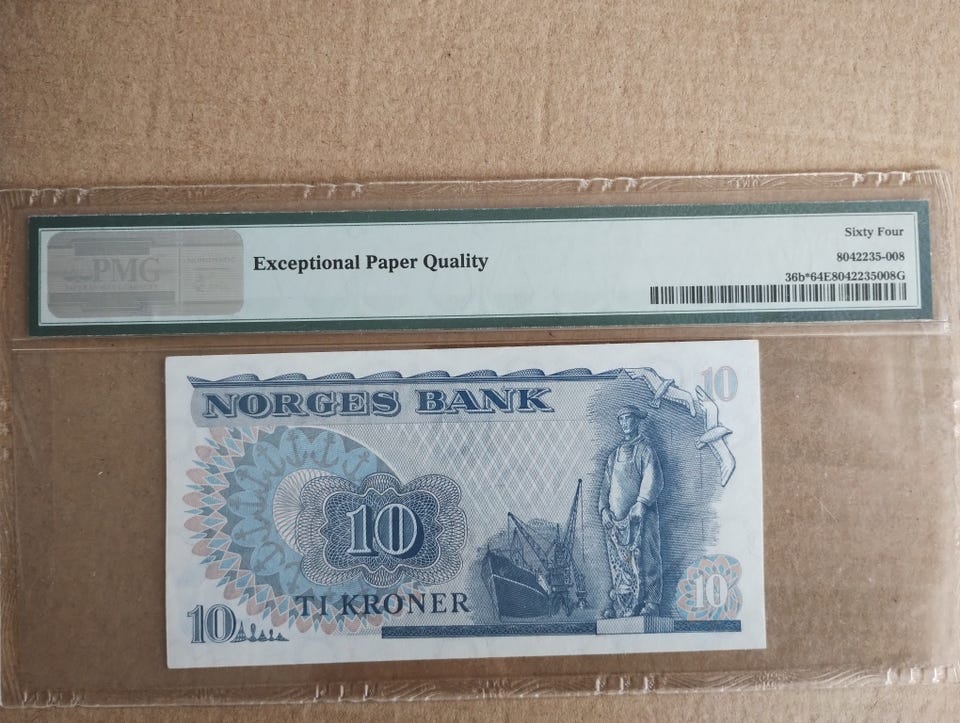 PMG
Exceptional Paper Quality
Sixty Four
8042235-008
36b*64E8042235008G
NORGES BANK
10
10
TI KRONER
10
10